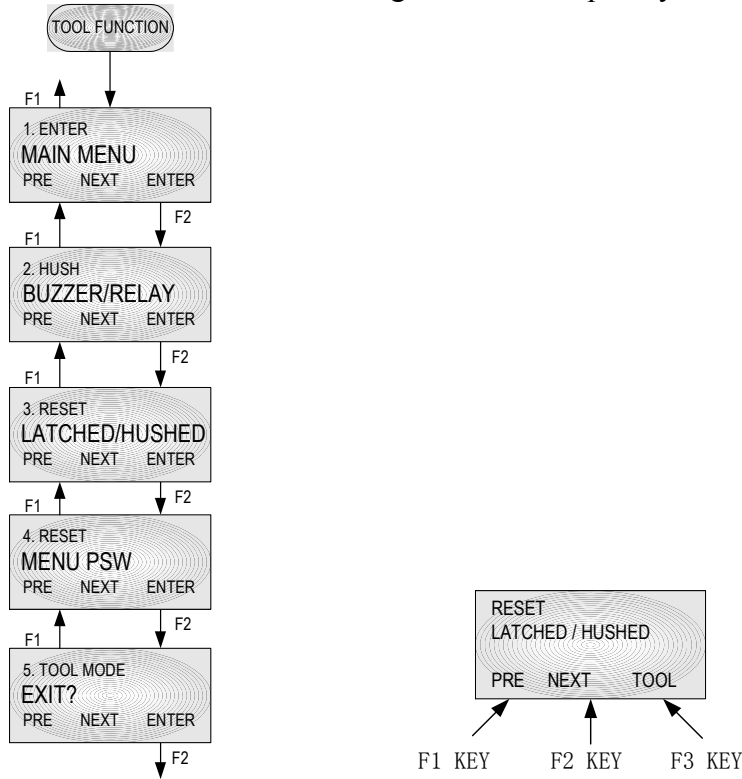 TOOL FUNCTION
F1
1. ENTER
MAIN MENU
PRE NEXT ENTER
F2
F1
2. HUSH
BUZZER/RELAY
PRE NEXT ENTER
F2
F1
3. RESET
LATCHED/HUSHED
PRE NEXT ENTER
F2
F1
4. RESET
MENU PSW
PRE NEXT ENTER
F2
F1
5. TOOL MODE
EXIT?
PRE NEXT ENTER
F2
RESET
LATCHED / HUSHED
PRE NEXT TOOL
F1 KEY F2 KEY F3 KEY